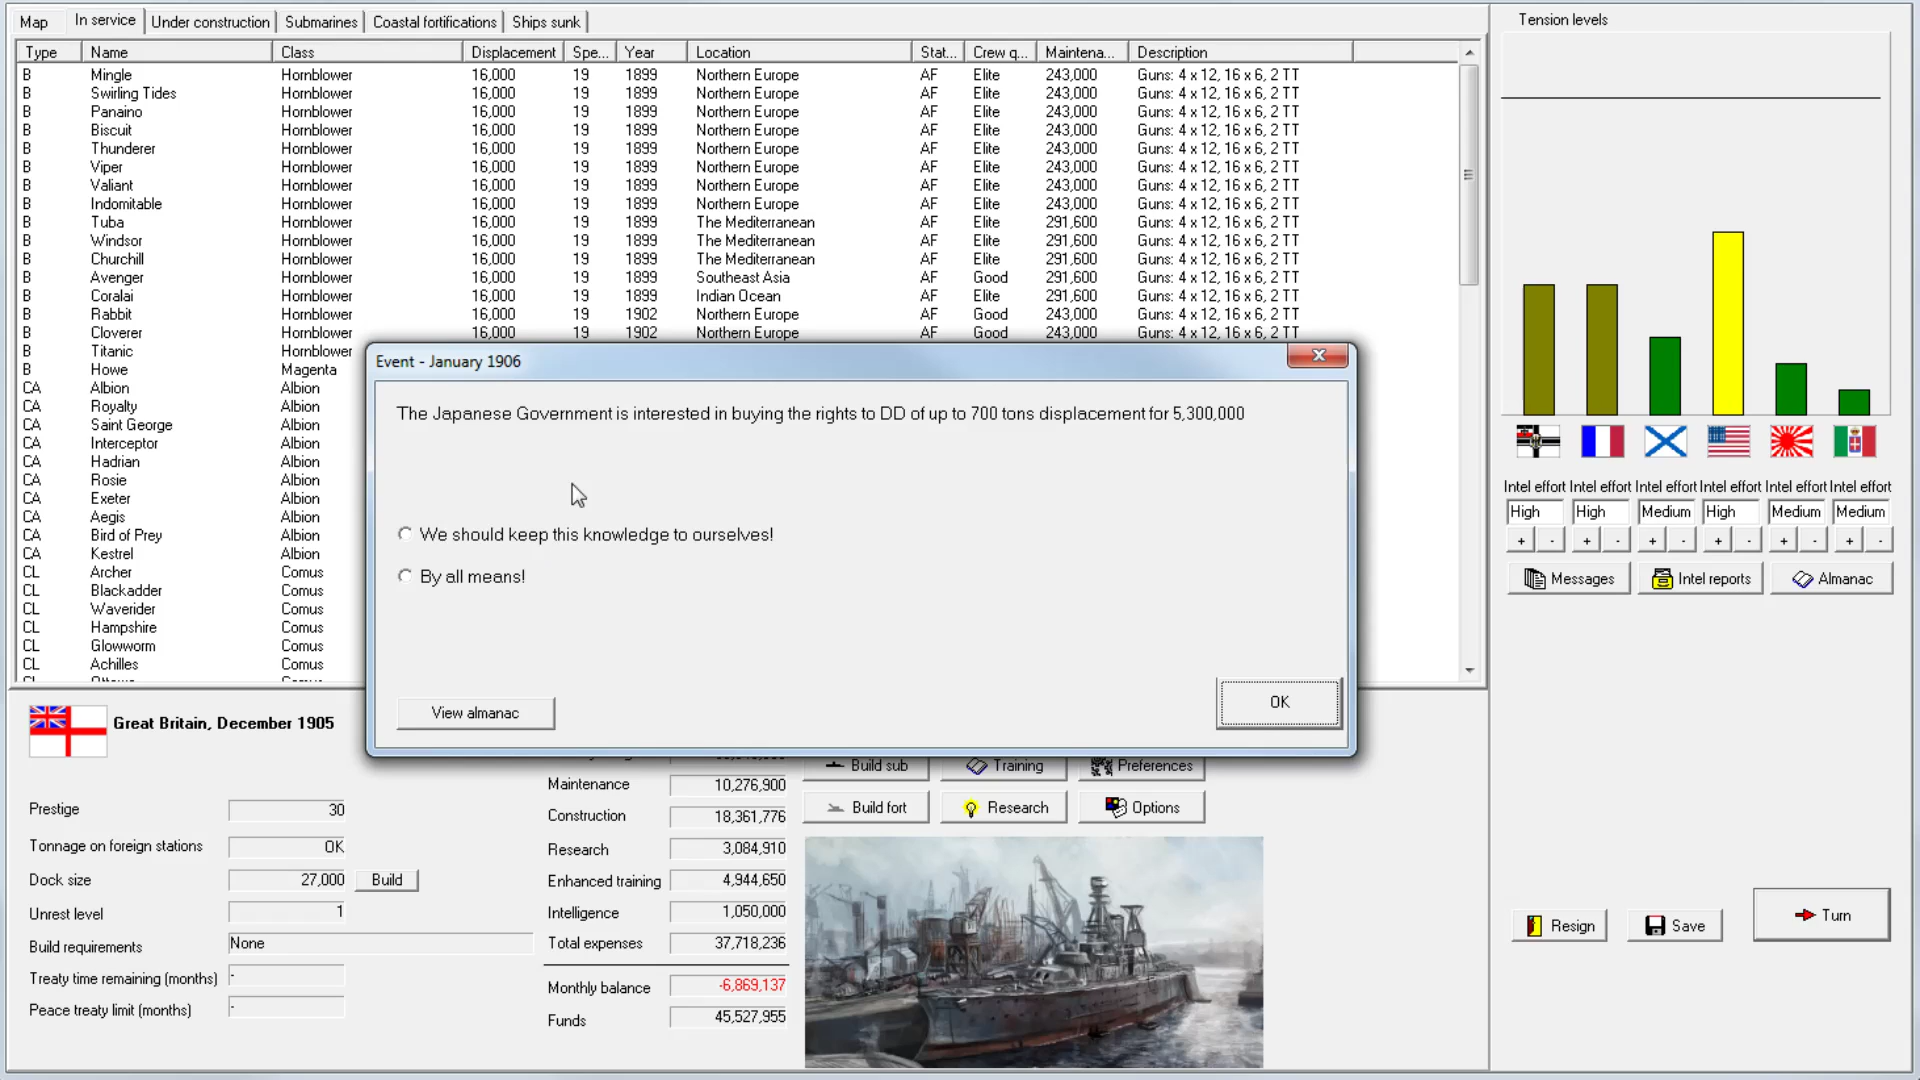 Map In service Under construction Submarines Coastal fortifications Ships sunk
Type Name Class Displacement Spe... Year Location Stat... Crew q... Maintena... Description
B Mingle Hornblower 16,000 19 1899 Northern Europe AF Elite 243,000 Guns: 4 x 12, 16 x 6, 2 TT
B Swirling Tides Hornblower 16,000 19 1899 Northern Europe AF Elite 243,000 Guns: 4 x 12, 16 x 6, 2 TT
B Panaino Hornblower 16,000 19 1899 Northern Europe AF Elite 243,000 Guns: 4 x 12, 16 x 6, 2 TT
B Biscuit Hornblower 16,000 19 1899 Northern Europe AF Elite 243,000 Guns: 4 x 12, 16 x 6, 2 TT
B Thunderer Hornblower 16,000 19 1899 Northern Europe AF Elite 243,000 Guns: 4 x 12, 16 x 6, 2 TT
B Viper Hornblower 16,000 19 1899 Northern Europe AF Elite 243,000 Guns: 4 x 12, 16 x 6, 2 TT
B Valiant Hornblower 16,000 19 1899 Northern Europe AF Elite 243,000 Guns: 4 x 12, 16 x 6, 2 TT
B Indomitable Hornblower 16,000 19 1899 Northern Europe AF Elite 243,000 Guns: 4 x 12, 16 x 6, 2 TT
B Tuba Hornblower 16,000 19 1899 The Mediterranean AF Elite 291,600 Guns: 4 x 12, 16 x 6, 2 TT
B Windsor Hornblower 16,000 19 1899 The Mediterranean AF Elite 291,600 Guns: 4 x 12, 16 x 6, 2 TT
B Churchill Hornblower 16,000 19 1899 The Mediterranean AF Elite 291,600 Guns: 4 x 12, 16 x 6, 2 TT
B Avenger Hornblower 16,000 19 1899 Southeast Asia AF Good 291,600 Guns: 4 x 12, 16 x 6, 2 TT
B Coralai Hornblower 16,000 19 1899 Indian Ocean AF Elite 291,600 Guns: 4 x 12, 16 x 6, 2 TT
B Rabbit Hornblower 16,000 19 1902 Northern Europe AF Good 243,000 Guns: 4 x 12, 16 x 6, 2 TT
B Cloverer Hornblower 16,000 19 1902 Northern Europe AF Good 243,000 Guns: 4 x 12, 16 x 6, 2 TT
B Titanic Hornblower
B Howe Magenta
CA Albion Albion
CA Royalty Albion
CA Saint George Albion
CA Interceptor Albion
CA Hadrian Albion
CA Rosie Albion
CA Exeter Albion
CA Aegis Albion
CA Bird of Prey Albion
CA Kestrel Albion
CL Archer Comus
CL Blackadder Comus
CL Waverider Comus
CL Hampshire Comus
CL Glowworm Comus
CL Achilles Comus
Event - January 1906
The Japanese Government is interested in buying the rights to DD of up to 700 tons displacement for 5,300,000
We should keep this knowledge to ourselves!
By all means!
View almanac
OK
Great Britain, December 1905
Prestige 30
Tonnage on foreign stations OK
Dock size 27,000 Build
Unrest level 1
Build requirements None
Treaty time remaining (months) -
Peace treaty limit (months) -
Maintenance 10,276,900
Construction 18,361,776
Research 3,084,910
Enhanced training 4,944,650
Intelligence 1,050,000
Total expenses 37,718,236
Monthly balance -6,869,137
Funds 45,527,955
Build sub Training Preferences
Build fort Research Options
Tension levels
Intel effort Intel effort Intel effort Intel effort Intel effort Intel effort
High High Medium High Medium Medium
+ - + - + - + - + - + -
Messages Intel reports Almanac
Resign Save Turn